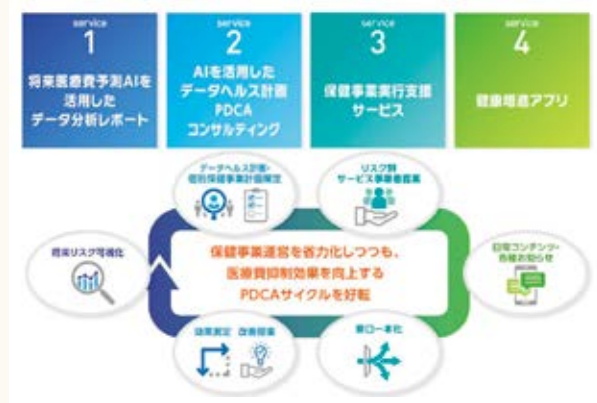 service
1
将来医療費予測AIを
活用した
データ分析レポート
service
2
AIを活用した
データヘルス計画
PDCA
コンサルティング
service
3
保健事業実行支援
サービス
service
4
健康増進アプリ
データヘルス計画・
個別保健事業計画策定
リスク別
サービス事業者提案
将来リスク可視化
保健事業運営を省力化しつつも、
医療費抑制効果を向上する
PDCAサイクルを好転
日常コンテンツ・
各種お知らせ
効果測定 改善提案
窓口一本化